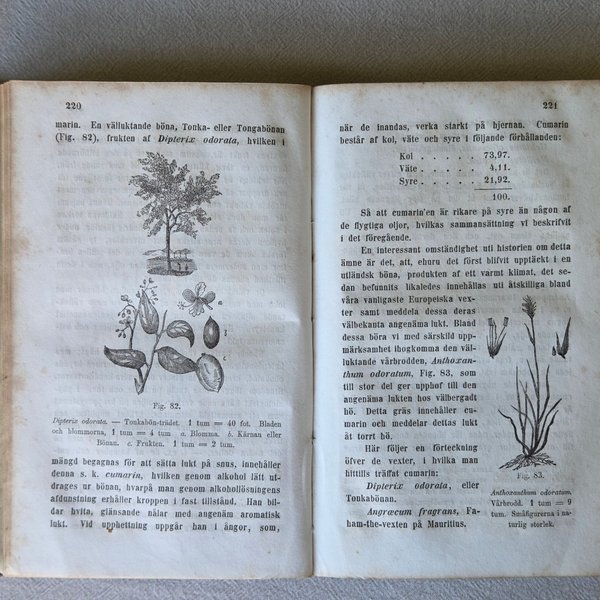 220
marin. En välluktande böna, Tonka- eller Tongabönan
(Fig. 82), frukten af Dipterix odorata, hvilken i
a
b
c
Fig. 82.
Dipterix odorata. — Tonkabön-trädet. 1 tum = 40 fot. Bladen
och blommorna, 1 tum = 4 tum a. Blomma. b. Kärnan eller
Bönan. c. Frukten. 1 tum = 2 tum.
mängd begagnas för att sätta lukt på snus, innehåller
denna s. k. cumarin, hvilken genom alkohol lätt ut-
drages ur bönan, hvarpå man genom alkohollösningens
afdunstning erhåller kroppen i fast tillstånd. Han bil-
dar hvita, glänsande nålar med angenäm aromatisk
lukt. Vid upphettning uppgår han i ångor, som,
221
när de inandas, verka starkt på hjernan. Cumarin
består af kol, väte och syre i följande förhållanden:
Kol . . . . . 73,97.
Väte . . . . . 4,11.
Syre . . . . . 21,92.
100.
Så att cumarin'en är rikare på syre än någon af
de flygtiga oljor, hvilkas sammansättning vi beskrifvit
i det föregående.
En interessant omständighet uti historien om detta
ämne är det, att, ehuru det först blifvit upptäckt i en
utländsk böna, produkten af ett varmt klimat, det se-
dan befunnits likaledes innehållas uti åtskilliga bland
våra vanligaste Europeiska vex-
ter samt meddela dessa deras
välbekanta angenäma lukt. Bland
dessa böra vi med särskild upp-
märksamhet ihogkomma den väl-
luktande vårbrodden, Anthoxan-
thum odoratum, Fig. 83, som
till stor del ger upphof till den
angenäma lukten hos välbergadt
hö. Detta gräs innehåller cu-
marin och meddelar dettas lukt
åt torrt hö.
Här följer en förteckning
öfver de vexter, i hvilka man
hittills träffat cumarin:
Dipterix odorata, eller
Tonkabönan.
Angræcum fragrans, Fa-
ham-the-vexten på Mauritius.
Fig. 83.
Anthoxanthum odoratum.
Vårbrodd. 1 tum = 9
tum. Småfigurerna i na-
turlig storlek.